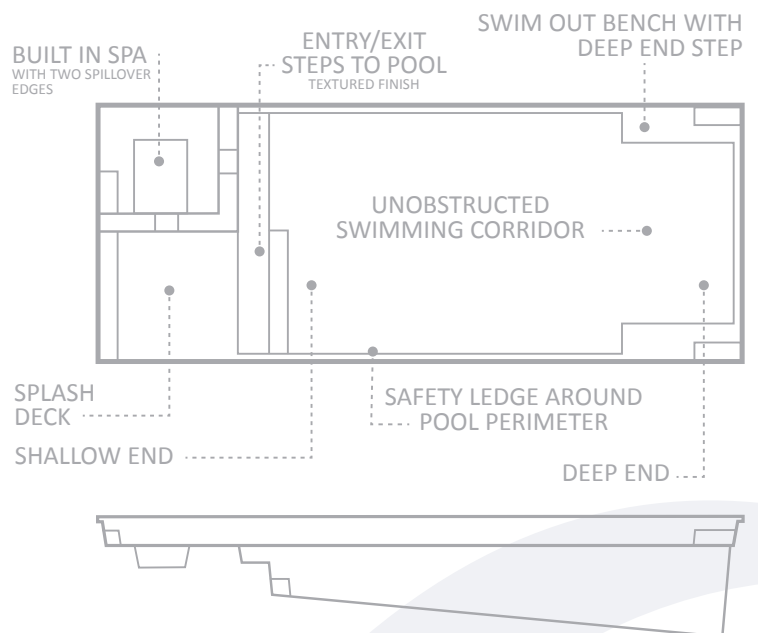 BUILT IN SPA
WITH TWO SPILLOVER
EDGES
ENTRY/EXIT
STEPS TO POOL
TEXTURED FINISH
SWIM OUT BENCH WITH
DEEP END STEP
UNOBSTRUCTED
SWIMMING CORRIDOR
SPLASH
DECK
SAFETY LEDGE AROUND
POOL PERIMETER
SHALLOW END
DEEP END